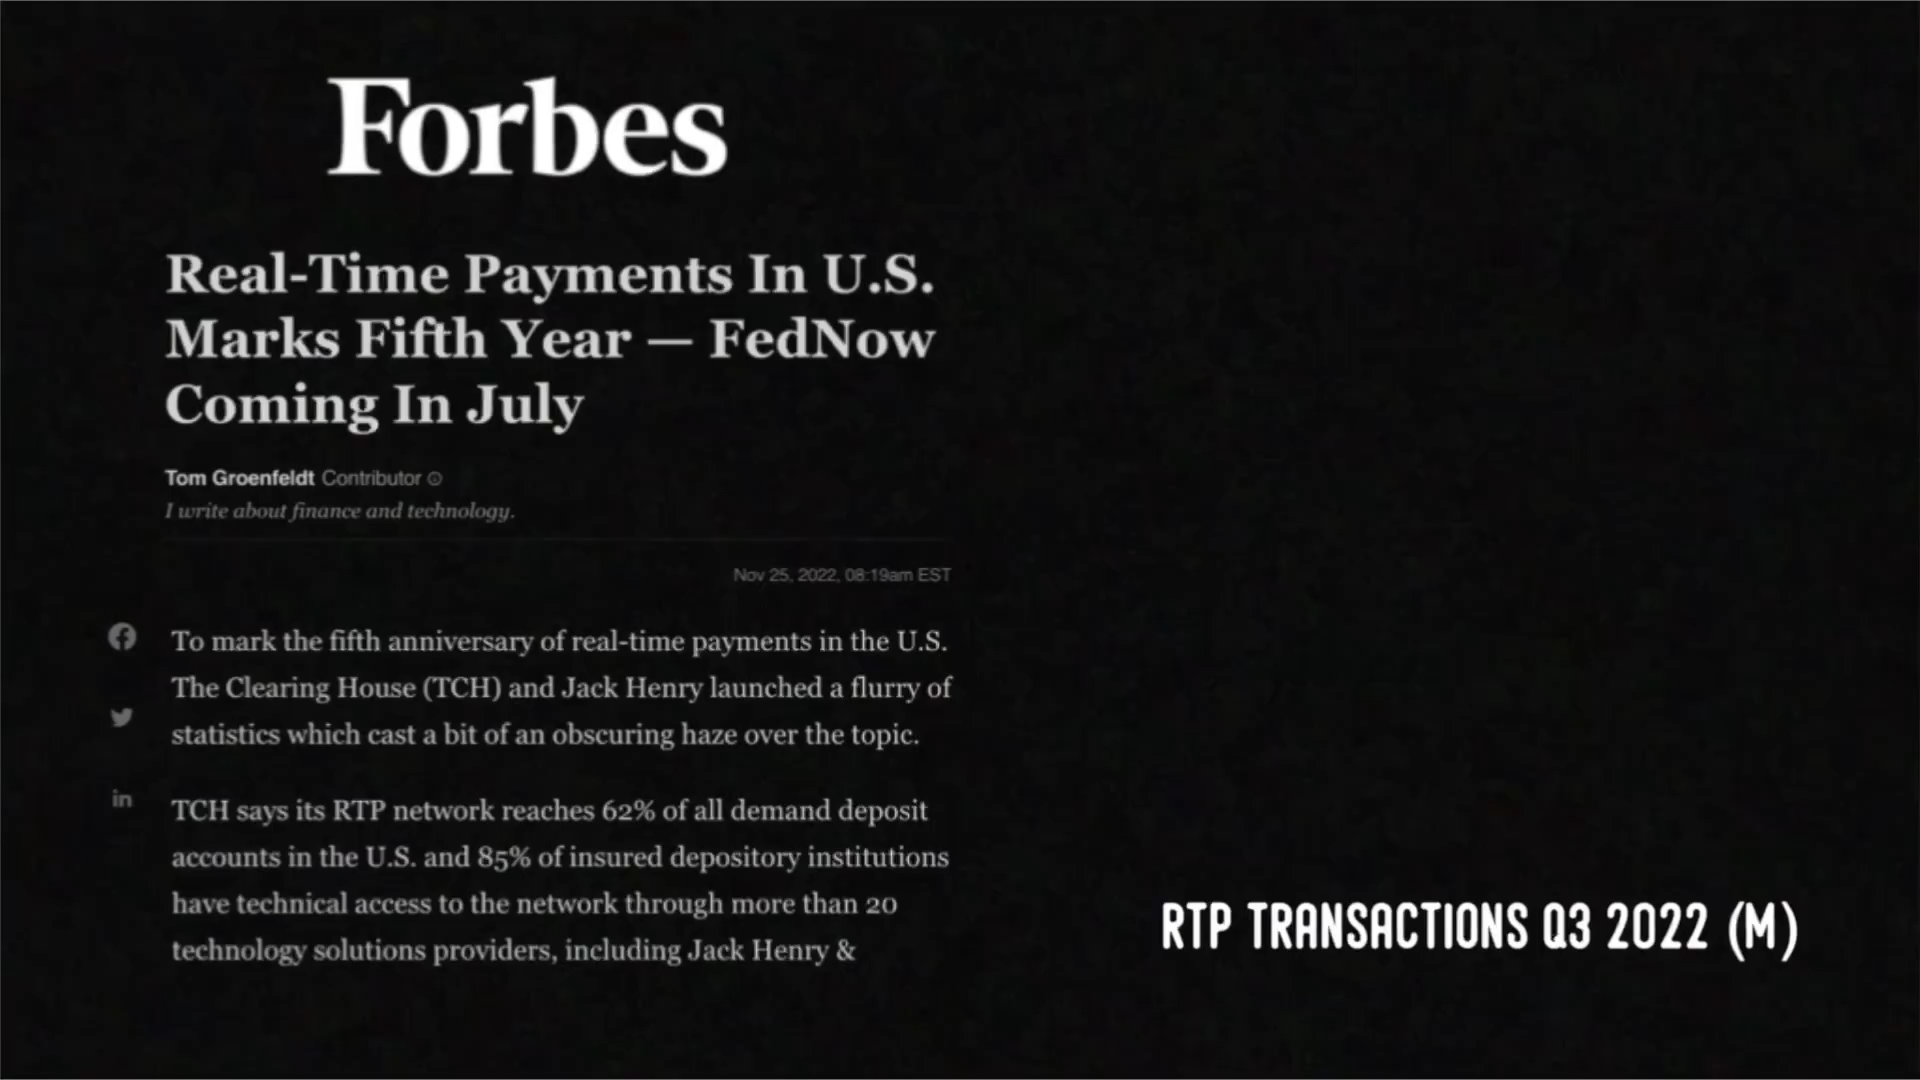 Forbes
Real-Time Payments In U.S.
Marks Fifth Year — FedNow
Coming In July
Tom Groenfeldt Contributor
I write about finance and technology.
Nov 25, 2022, 08:19am EST
To mark the fifth anniversary of real-time payments in the U.S.
The Clearing House (TCH) and Jack Henry launched a flurry of
statistics which cast a bit of an obscuring haze over the topic.
TCH says its RTP network reaches 62% of all demand deposit
accounts in the U.S. and 85% of insured depository institutions
have technical access to the network through more than 20
technology solutions providers, including Jack Henry &
RTP TRANSACTIONS Q3 2022 (M)